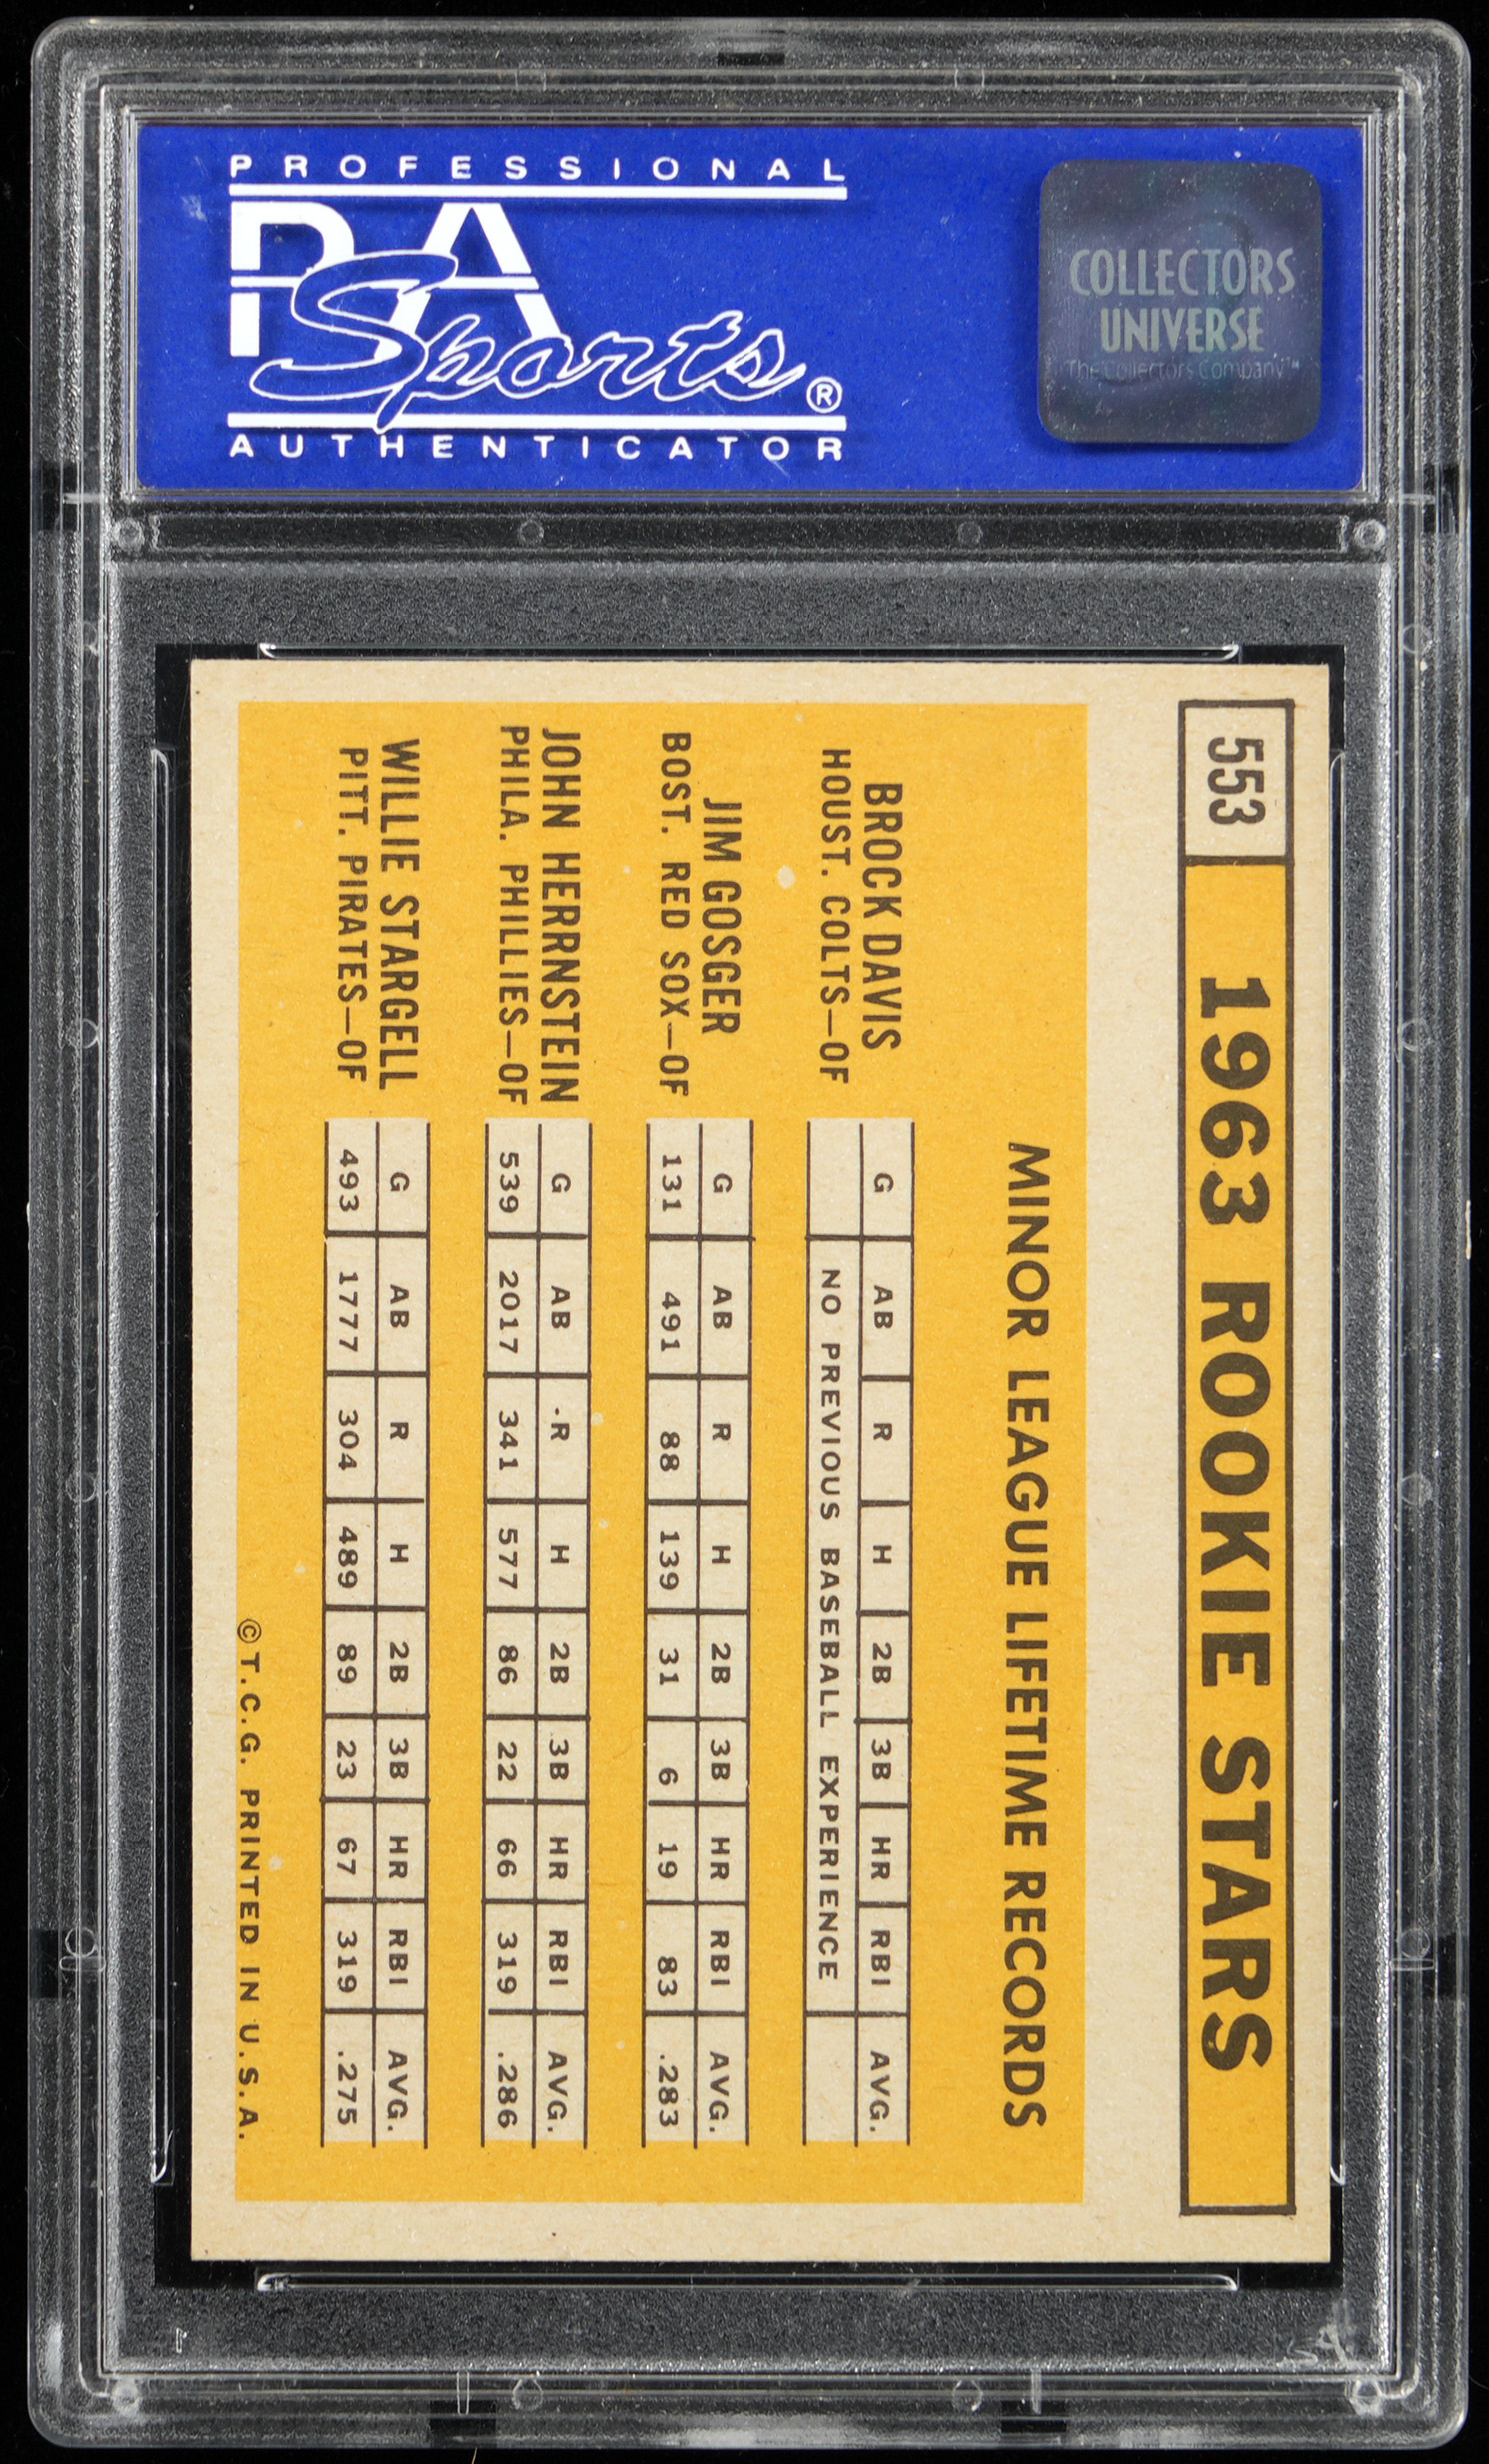 PROFESSIONAL
PSA
Sports®
AUTHENTICATOR
COLLECTORS
UNIVERSE
The Collectors Company™
553 1963 ROOKIE STARS
MINOR LEAGUE LIFETIME RECORDS
BROCK DAVIS
HOUST. COLTS—OF
G AB R H 2B 3B HR RBI AVG.
NO PREVIOUS BASEBALL EXPERIENCE
JIM GOSGER
BOST. RED SOX—OF
G AB R H 2B 3B HR RBI AVG.
131 491 88 139 31 6 19 83 .283
JOHN HERRNSTEIN
PHILA. PHILLIES—OF
G AB R H 2B 3B HR RBI AVG.
539 2017 341 577 86 22 66 319 .286
WILLIE STARGELL
PITT. PIRATES—OF
G AB R H 2B 3B HR RBI AVG.
493 1777 304 489 89 23 67 319 .275
© T.C.G. PRINTED IN U.S.A.